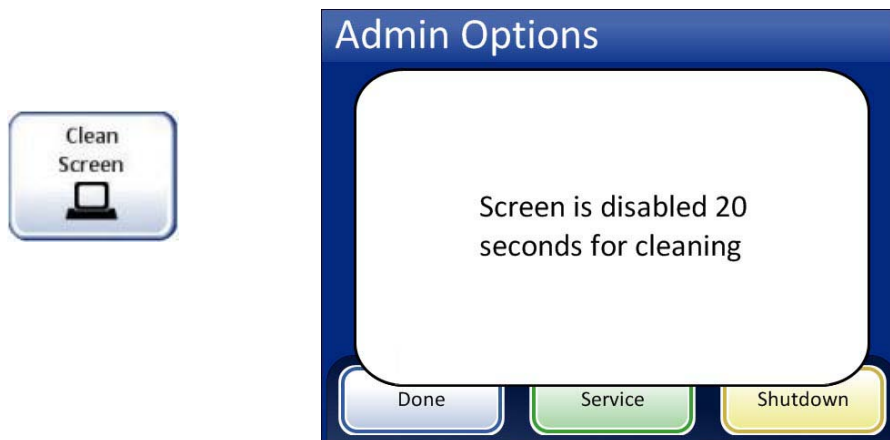 Admin Options
Clean
Screen
Screen is disabled 20
seconds for cleaning
Done
Service
Shutdown